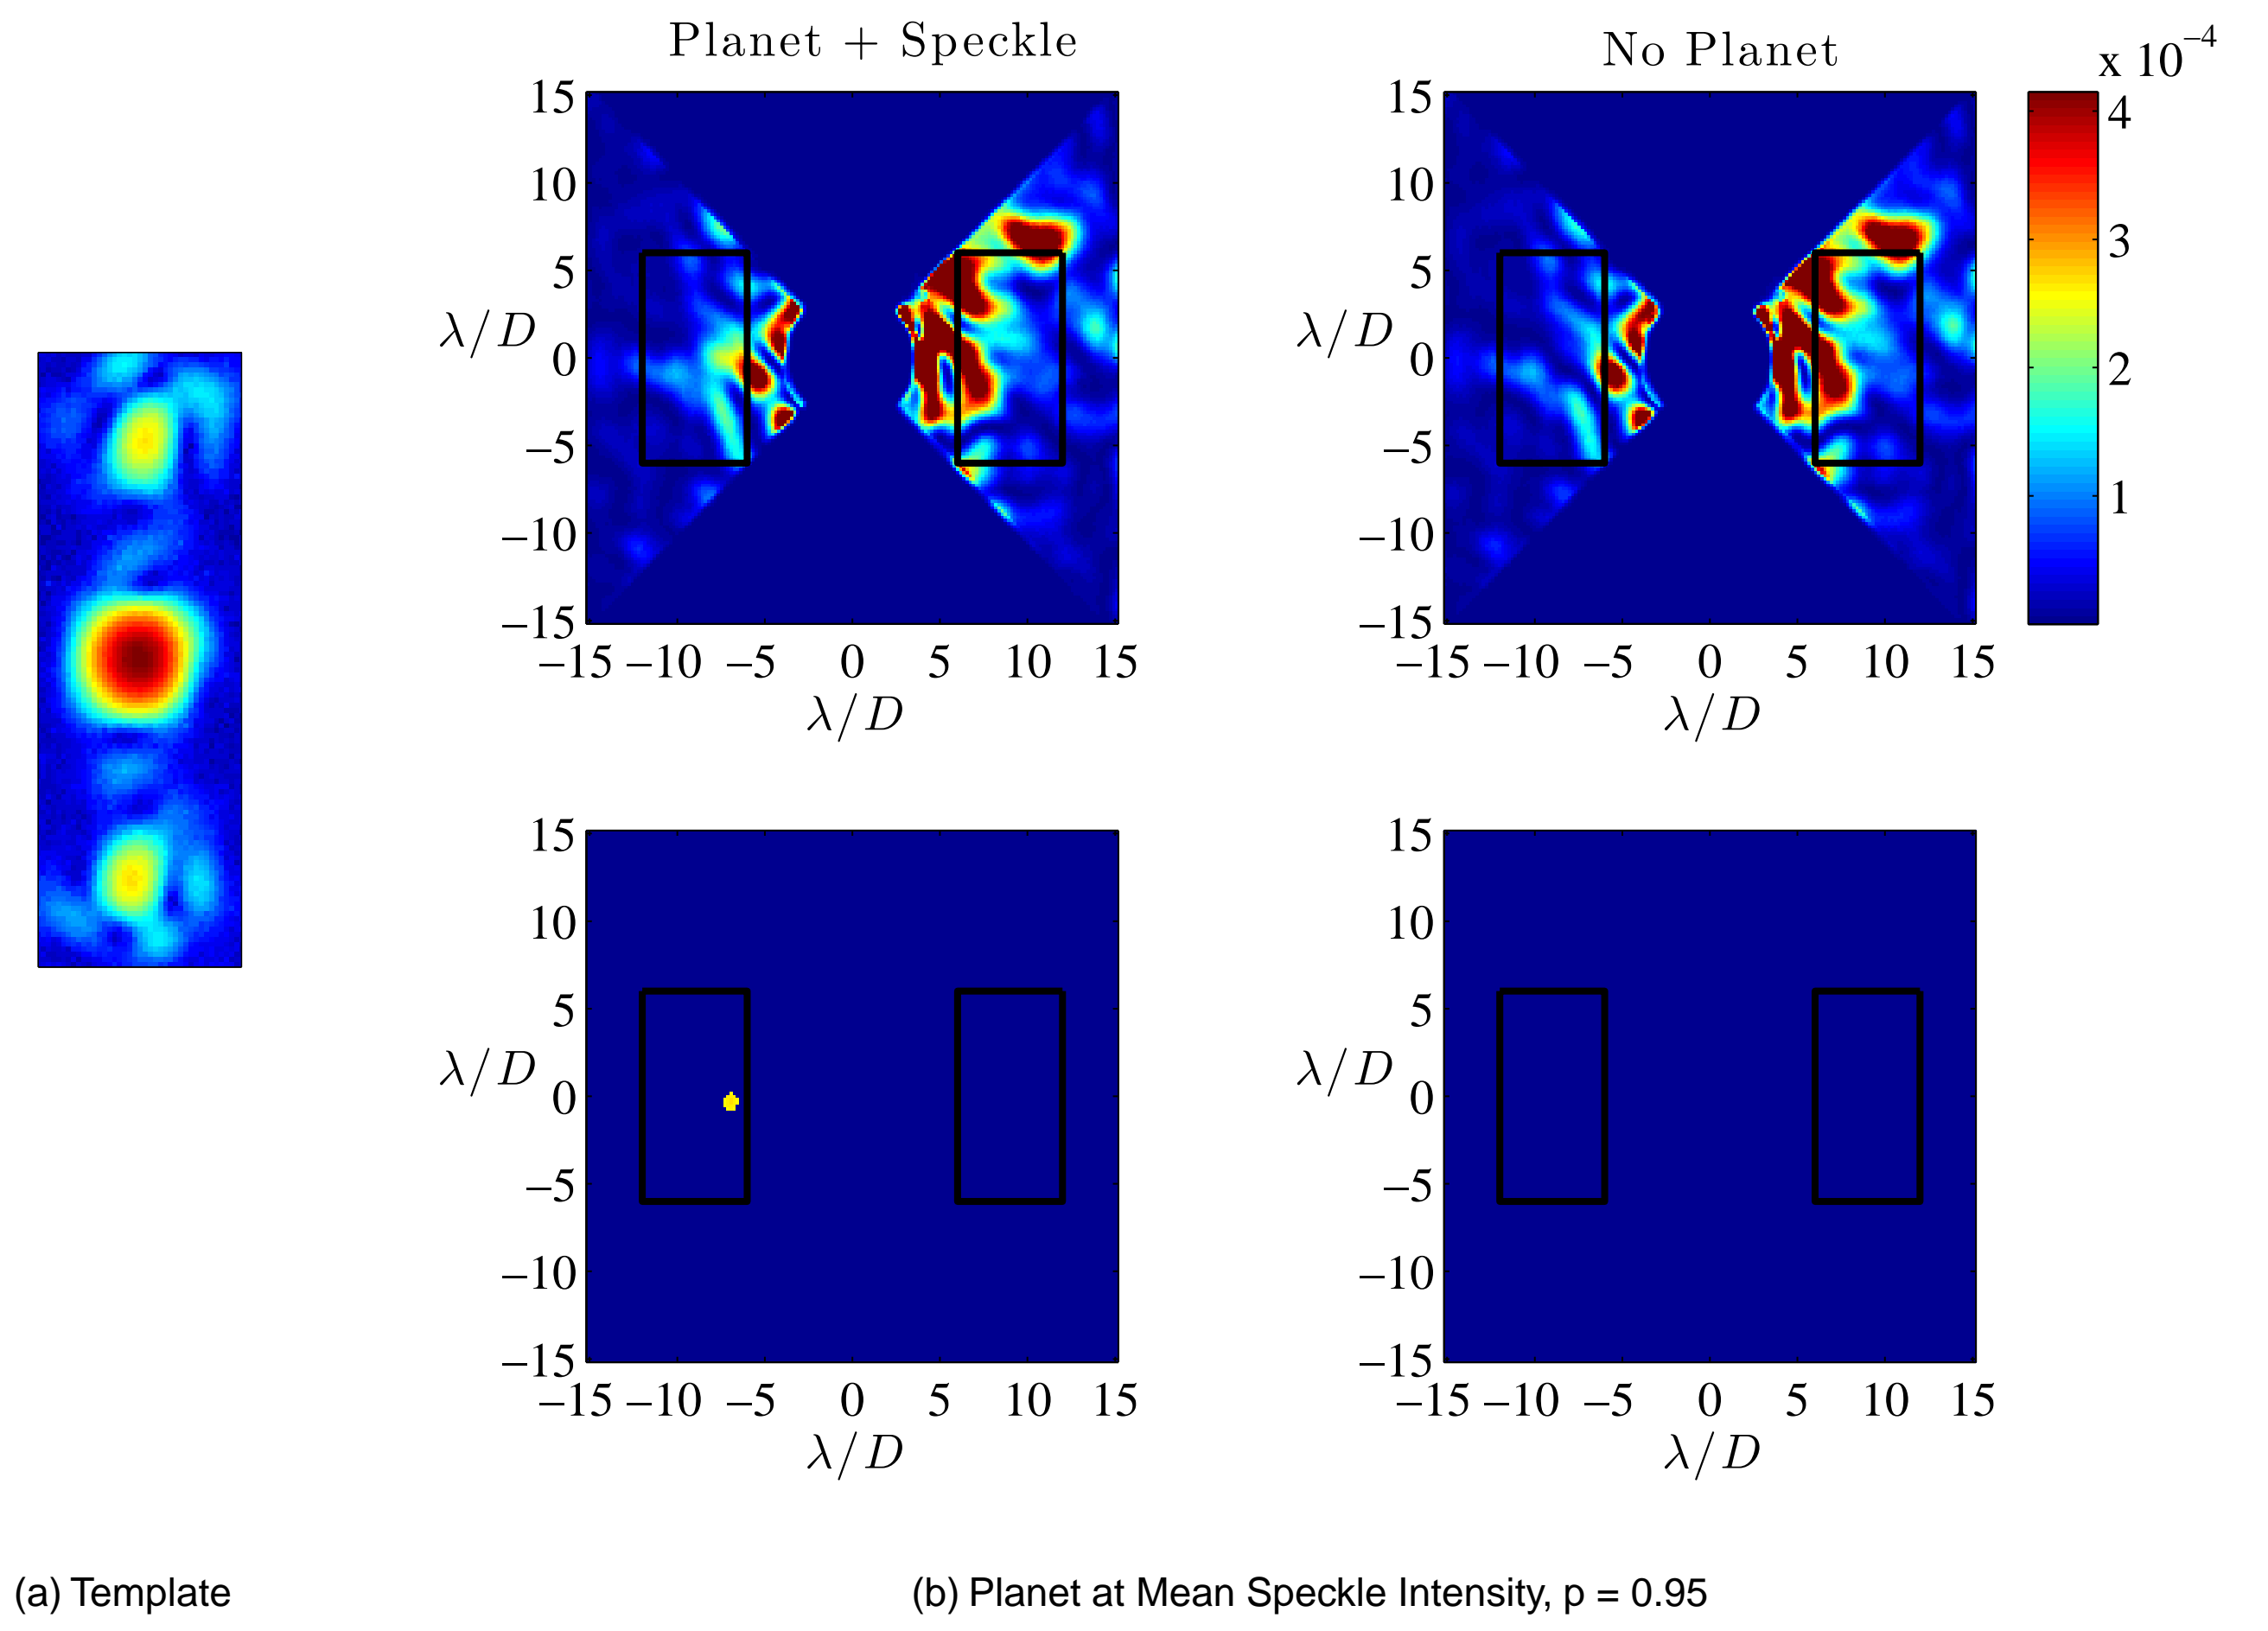 Planet + Speckle
No Planet
x 10⁻⁴
15
10
5
0
−5
−10
−15
λ/D
−15 −10 −5 0 5 10 15
λ/D
15
10
5
0
−5
−10
−15
λ/D
−15 −10 −5 0 5 10 15
λ/D
4
3
2
1
15
10
5
0
−5
−10
−15
λ/D
−15 −10 −5 0 5 10 15
λ/D
15
10
5
0
−5
−10
−15
λ/D
−15 −10 −5 0 5 10 15
λ/D
(a) Template
(b) Planet at Mean Speckle Intensity, p = 0.95